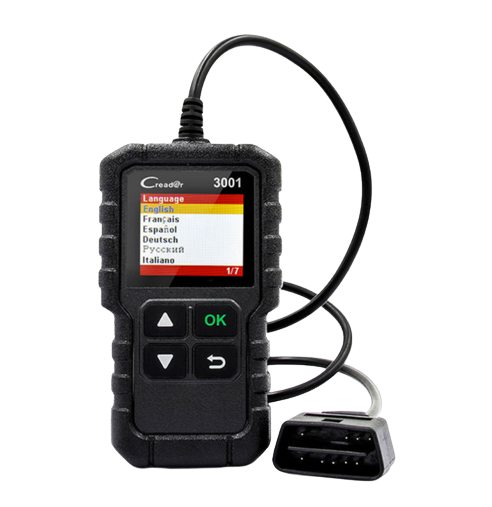 Creader 3001
Language
English
Français
Español
Deutsch
Русский
Italiano
1/7
OK